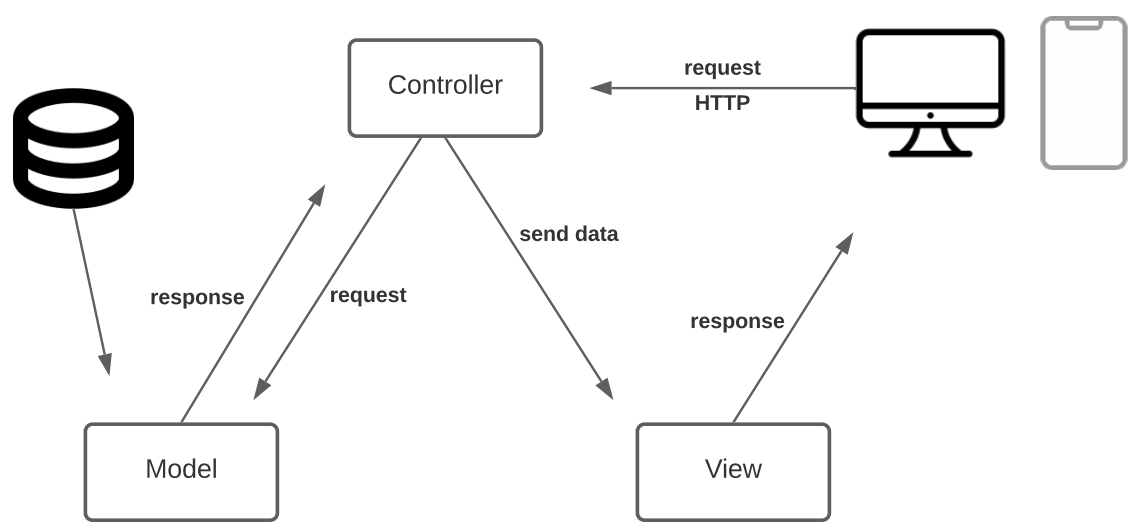 Controller
request
HTTP
send data
response
request
response
Model
View